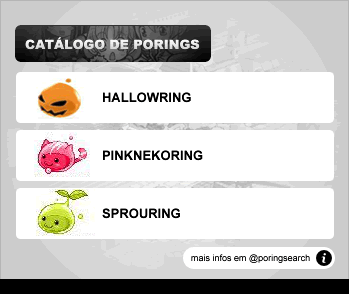 CATÁLOGO DE PORINGS
HALLOWRING
PINKNEKORING
SPROURING
mais infos em @poringsearch i